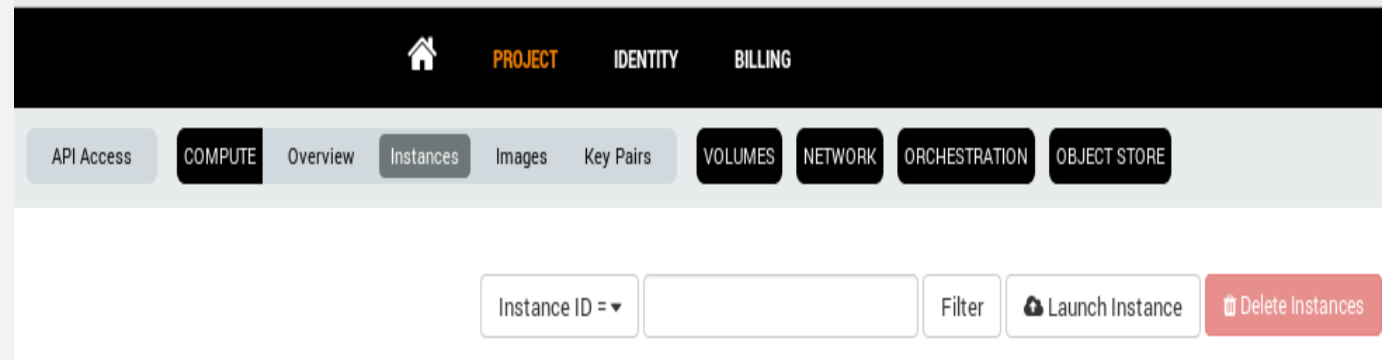 PROJECT IDENTITY BILLING
API Access COMPUTE Overview Instances Images Key Pairs VOLUMES NETWORK ORCHESTRATION OBJECT STORE
Instance ID = Filter Launch Instance Delete Instances